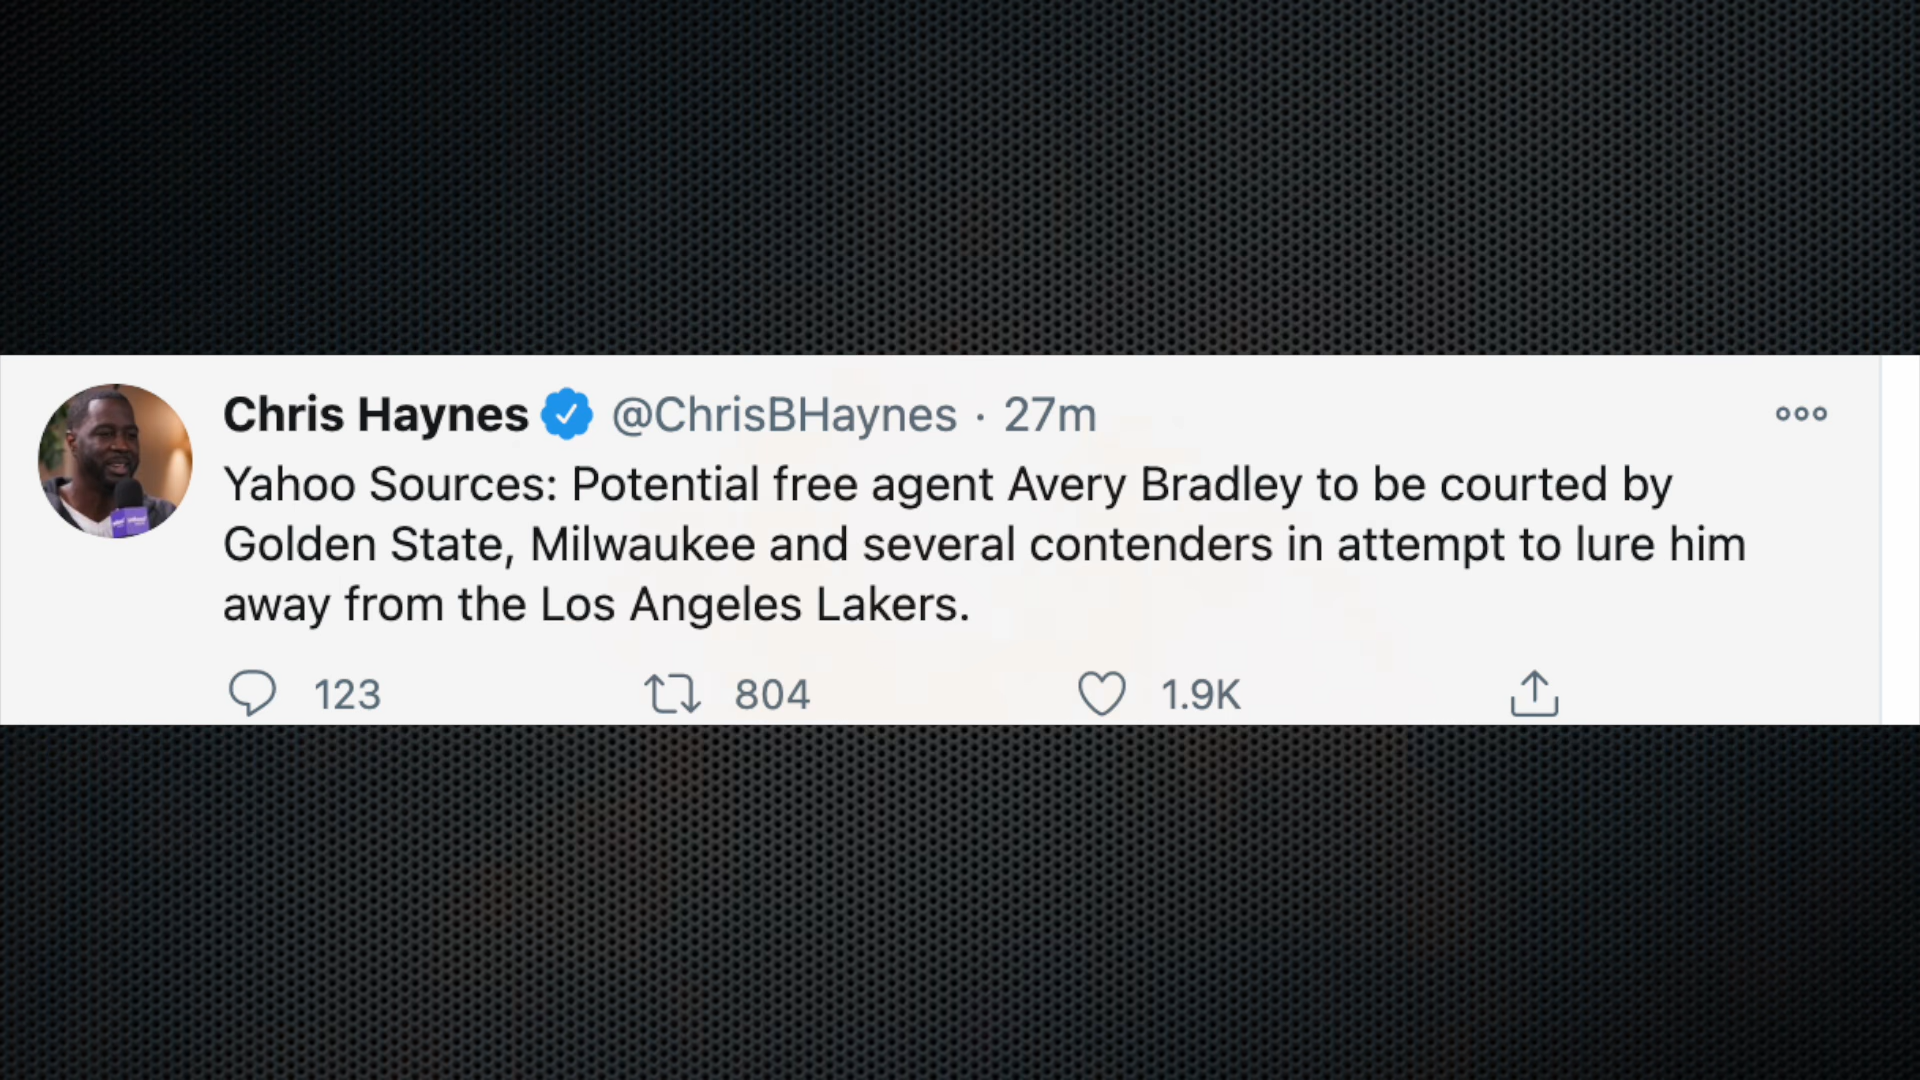 Chris Haynes @ChrisBHaynes · 27m
Yahoo Sources: Potential free agent Avery Bradley to be courted by
Golden State, Milwaukee and several contenders in attempt to lure him
away from the Los Angeles Lakers.
123 804 1.9K